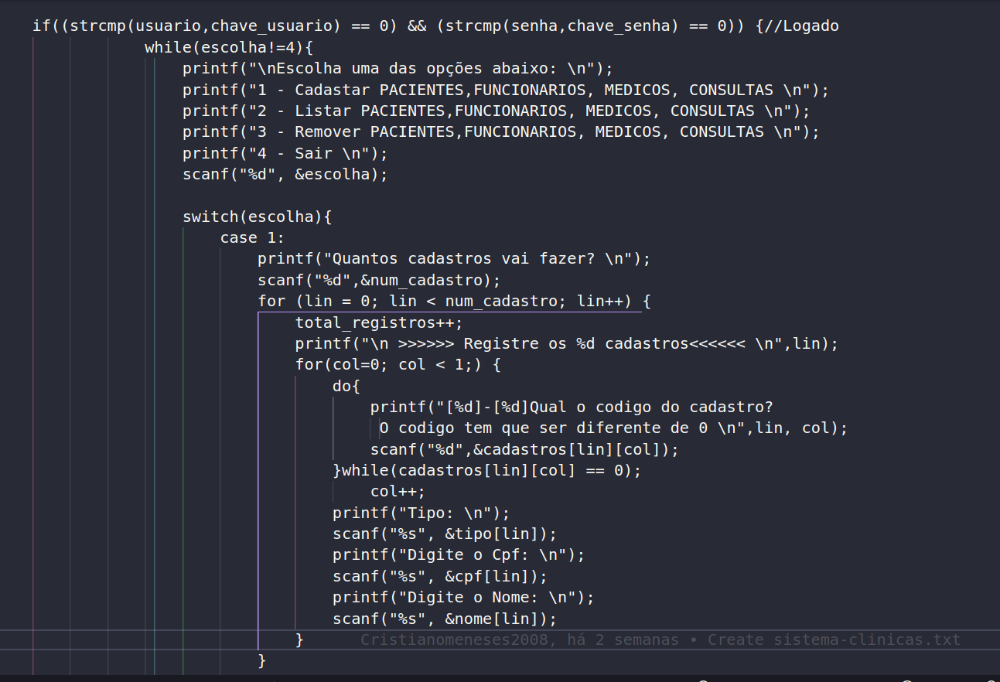 if((strcmp(usuario,chave_usuario) == 0) && (strcmp(senha,chave_senha) == 0)) {//Logado
while(escolha!=4){
printf("\nEscolha uma das opções abaixo: \n");
printf("1 - Cadastar PACIENTES,FUNCIONARIOS, MEDICOS, CONSULTAS \n");
printf("2 - Listar PACIENTES,FUNCIONARIOS, MEDICOS, CONSULTAS \n");
printf("3 - Remover PACIENTES,FUNCIONARIOS, MEDICOS, CONSULTAS \n");
printf("4 - Sair \n");
scanf("%d", &escolha);
switch(escolha){
case 1:
printf("Quantos cadastros vai fazer? \n");
scanf("%d",&num_cadastro);
for (lin = 0; lin < num_cadastro; lin++) {
total_registros++;
printf("\n >>>>>> Registre os %d cadastros<<<<<< \n",lin);
for(col=0; col < 1;) {
do{
printf("[%d]-[%d]Qual o codigo do cadastro?
O codigo tem que ser diferente de 0 \n",lin, col);
scanf("%d",&cadastros[lin][col]);
}while(cadastros[lin][col] == 0);
col++;
printf("Tipo: \n");
scanf("%s", &tipo[lin]);
printf("Digite o Cpf: \n");
scanf("%s", &cpf[lin]);
printf("Digite o Nome: \n");
scanf("%s", &nome[lin]);
} Cristianomeneses2008, há 2 semanas • Create sistema-clinicas.txt
}